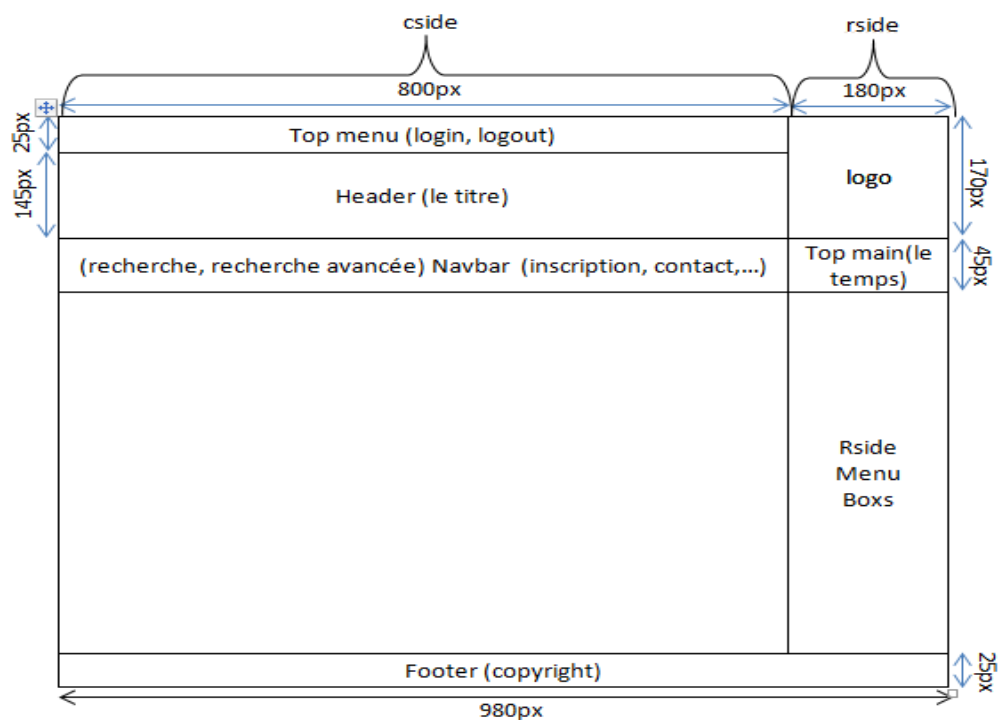 cside
rside
800px
180px
25px
Top menu (login, logout)
145px
Header (le titre)
logo
170px
(recherche, recherche avancée) Navbar  (inscription, contact,...)
Top main(le
temps)
45px
Rside
Menu
Boxs
Footer (copyright)
25px
980px